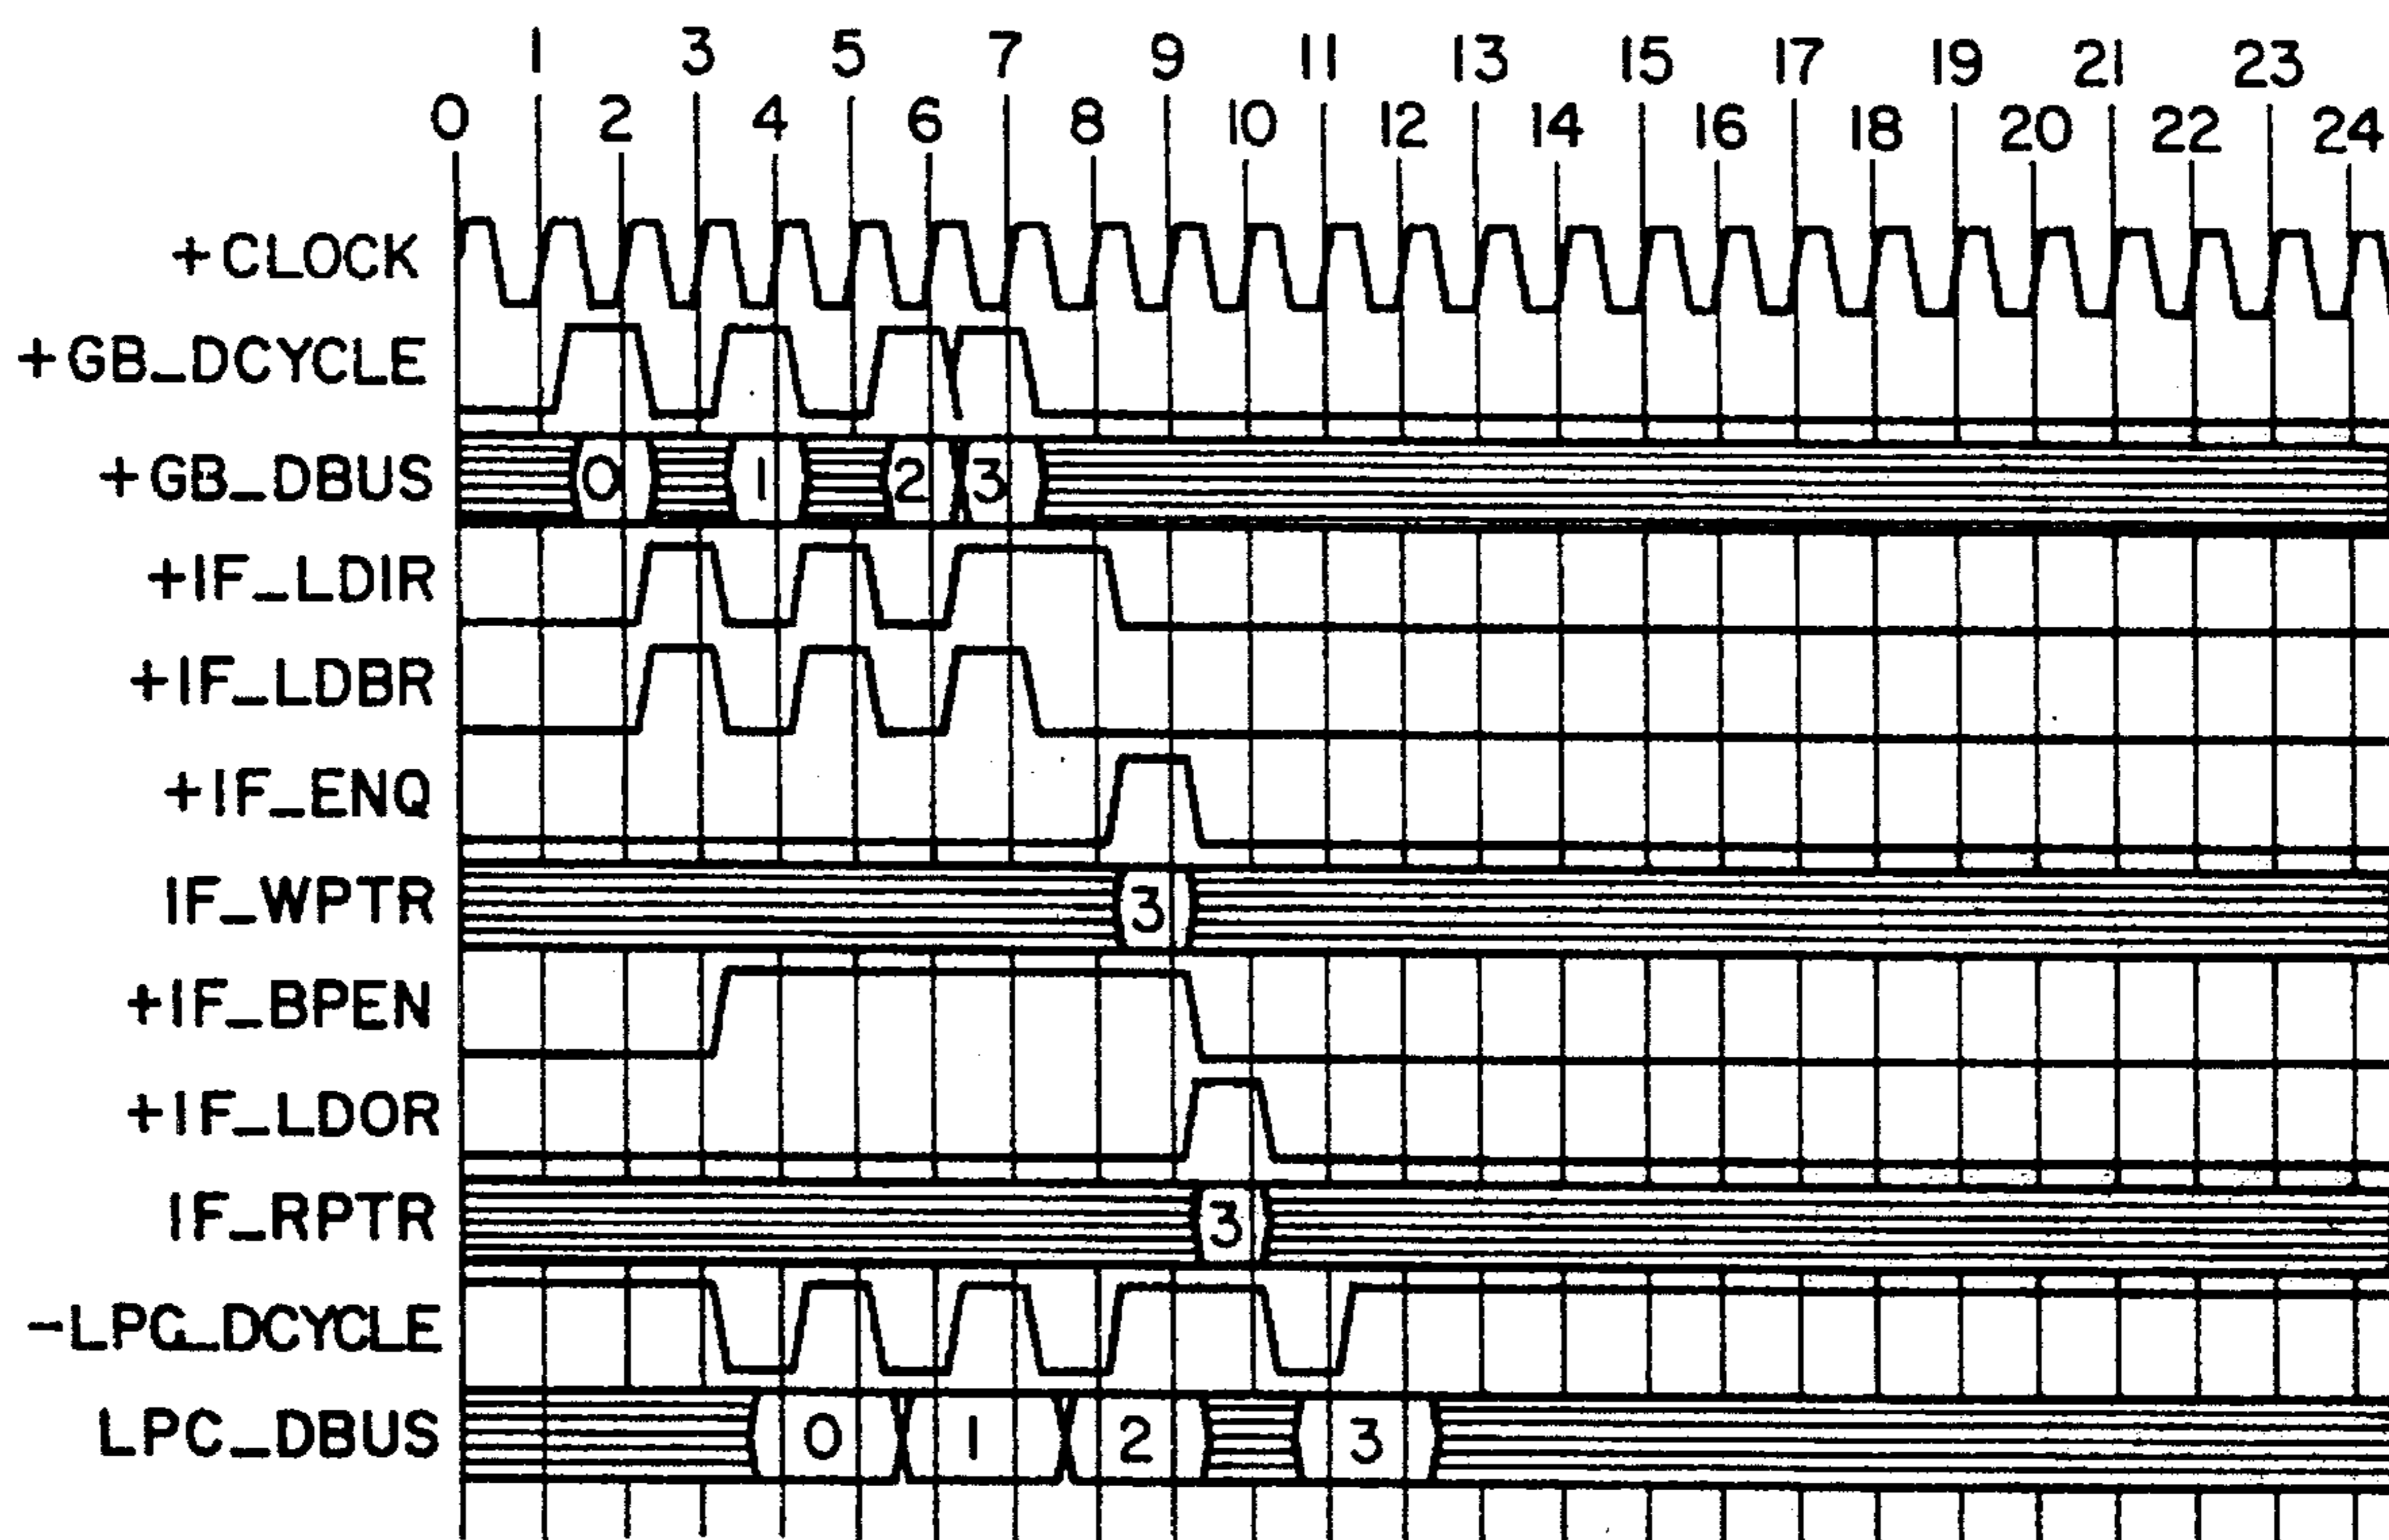 1 3 5 7 9 11 13 15 17 19 21 23
0 2 4 6 8 10 12 14 16 18 20 22 24
+CLOCK
+GB_DCYCLE
+GB_DBUS 0 1 2 3
+IF_LDIR
+IF_LDBR
+IF_ENQ
IF_WPTR 3
+IF_BPEN
+IF_LDOR
IF_RPTR 3
-LPG_DCYCLE
LPC_DBUS 0 1 2 3